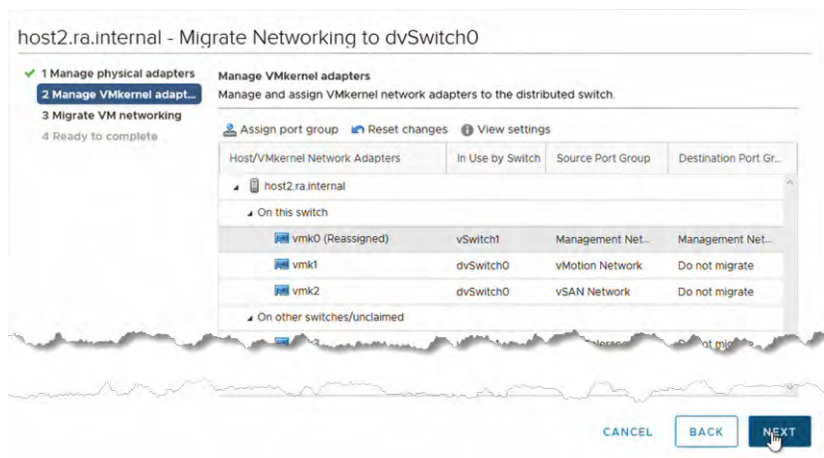 host2.ra.internal - Migrate Networking to dvSwitch0
1 Manage physical adapters
2 Manage VMkernel adapt...
3 Migrate VM networking
4 Ready to complete
Manage VMkernel adapters
Manage and assign VMkernel network adapters to the distributed switch.
Assign port group Reset changes View settings
Host/VMkernel Network Adapters In Use by Switch Source Port Group Destination Port Gr...
host2.ra.internal
On this switch
vmk0 (Reassigned) vSwitch1 Management Net... Management Net...
vmk1 dvSwitch0 vMotion Network Do not migrate
vmk2 dvSwitch0 vSAN Network Do not migrate
On other switches/unclaimed
CANCEL BACK NEXT